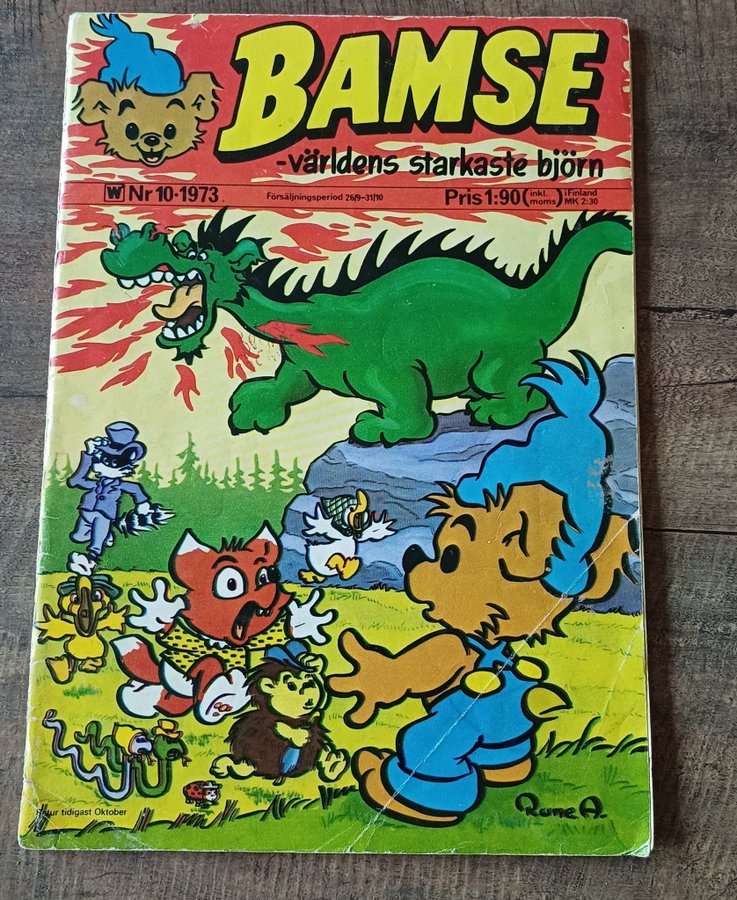 BAMSE
-världens starkaste björn
W Nr 10-1973 Försäljningsperiod 26/9-31/10 Pris 1:90 (inkl. moms) i Finland MK 2:30
Rune A.
Retur tidigast Oktober